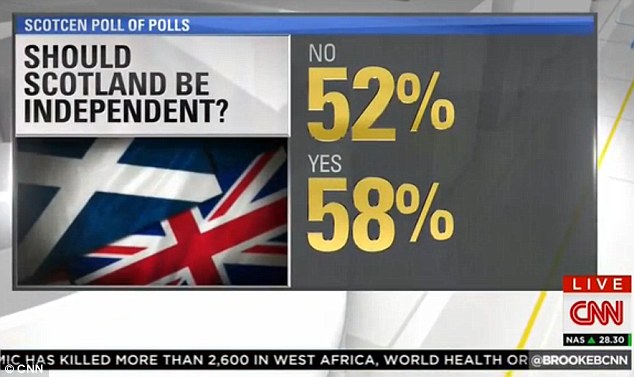 SCOTCEN POLL OF POLLS
SHOULD
SCOTLAND BE
INDEPENDENT?
NO
52%
YES
58%
LIVE
CNN
NAS ▲ 28.30
MIC HAS KILLED MORE THAN 2,600 IN WEST AFRICA, WORLD HEALTH OR
@BROOKEBCNN
© CNN